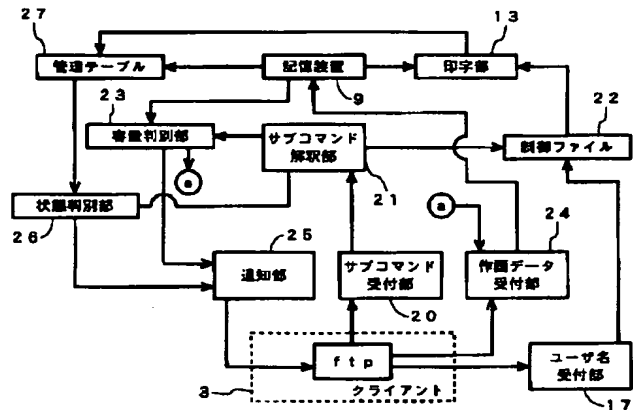 27
13
管理テーブル
記憶装置
印字部
23
9
22
容量判別部
サブコマンド
解釈部
制御ファイル
a
21
a
24
状態判別部
26
25
通知部
サブコマンド
受付部
作画データ
受付部
20
ftp
ユーザ名
受付部
3
クライアント
17